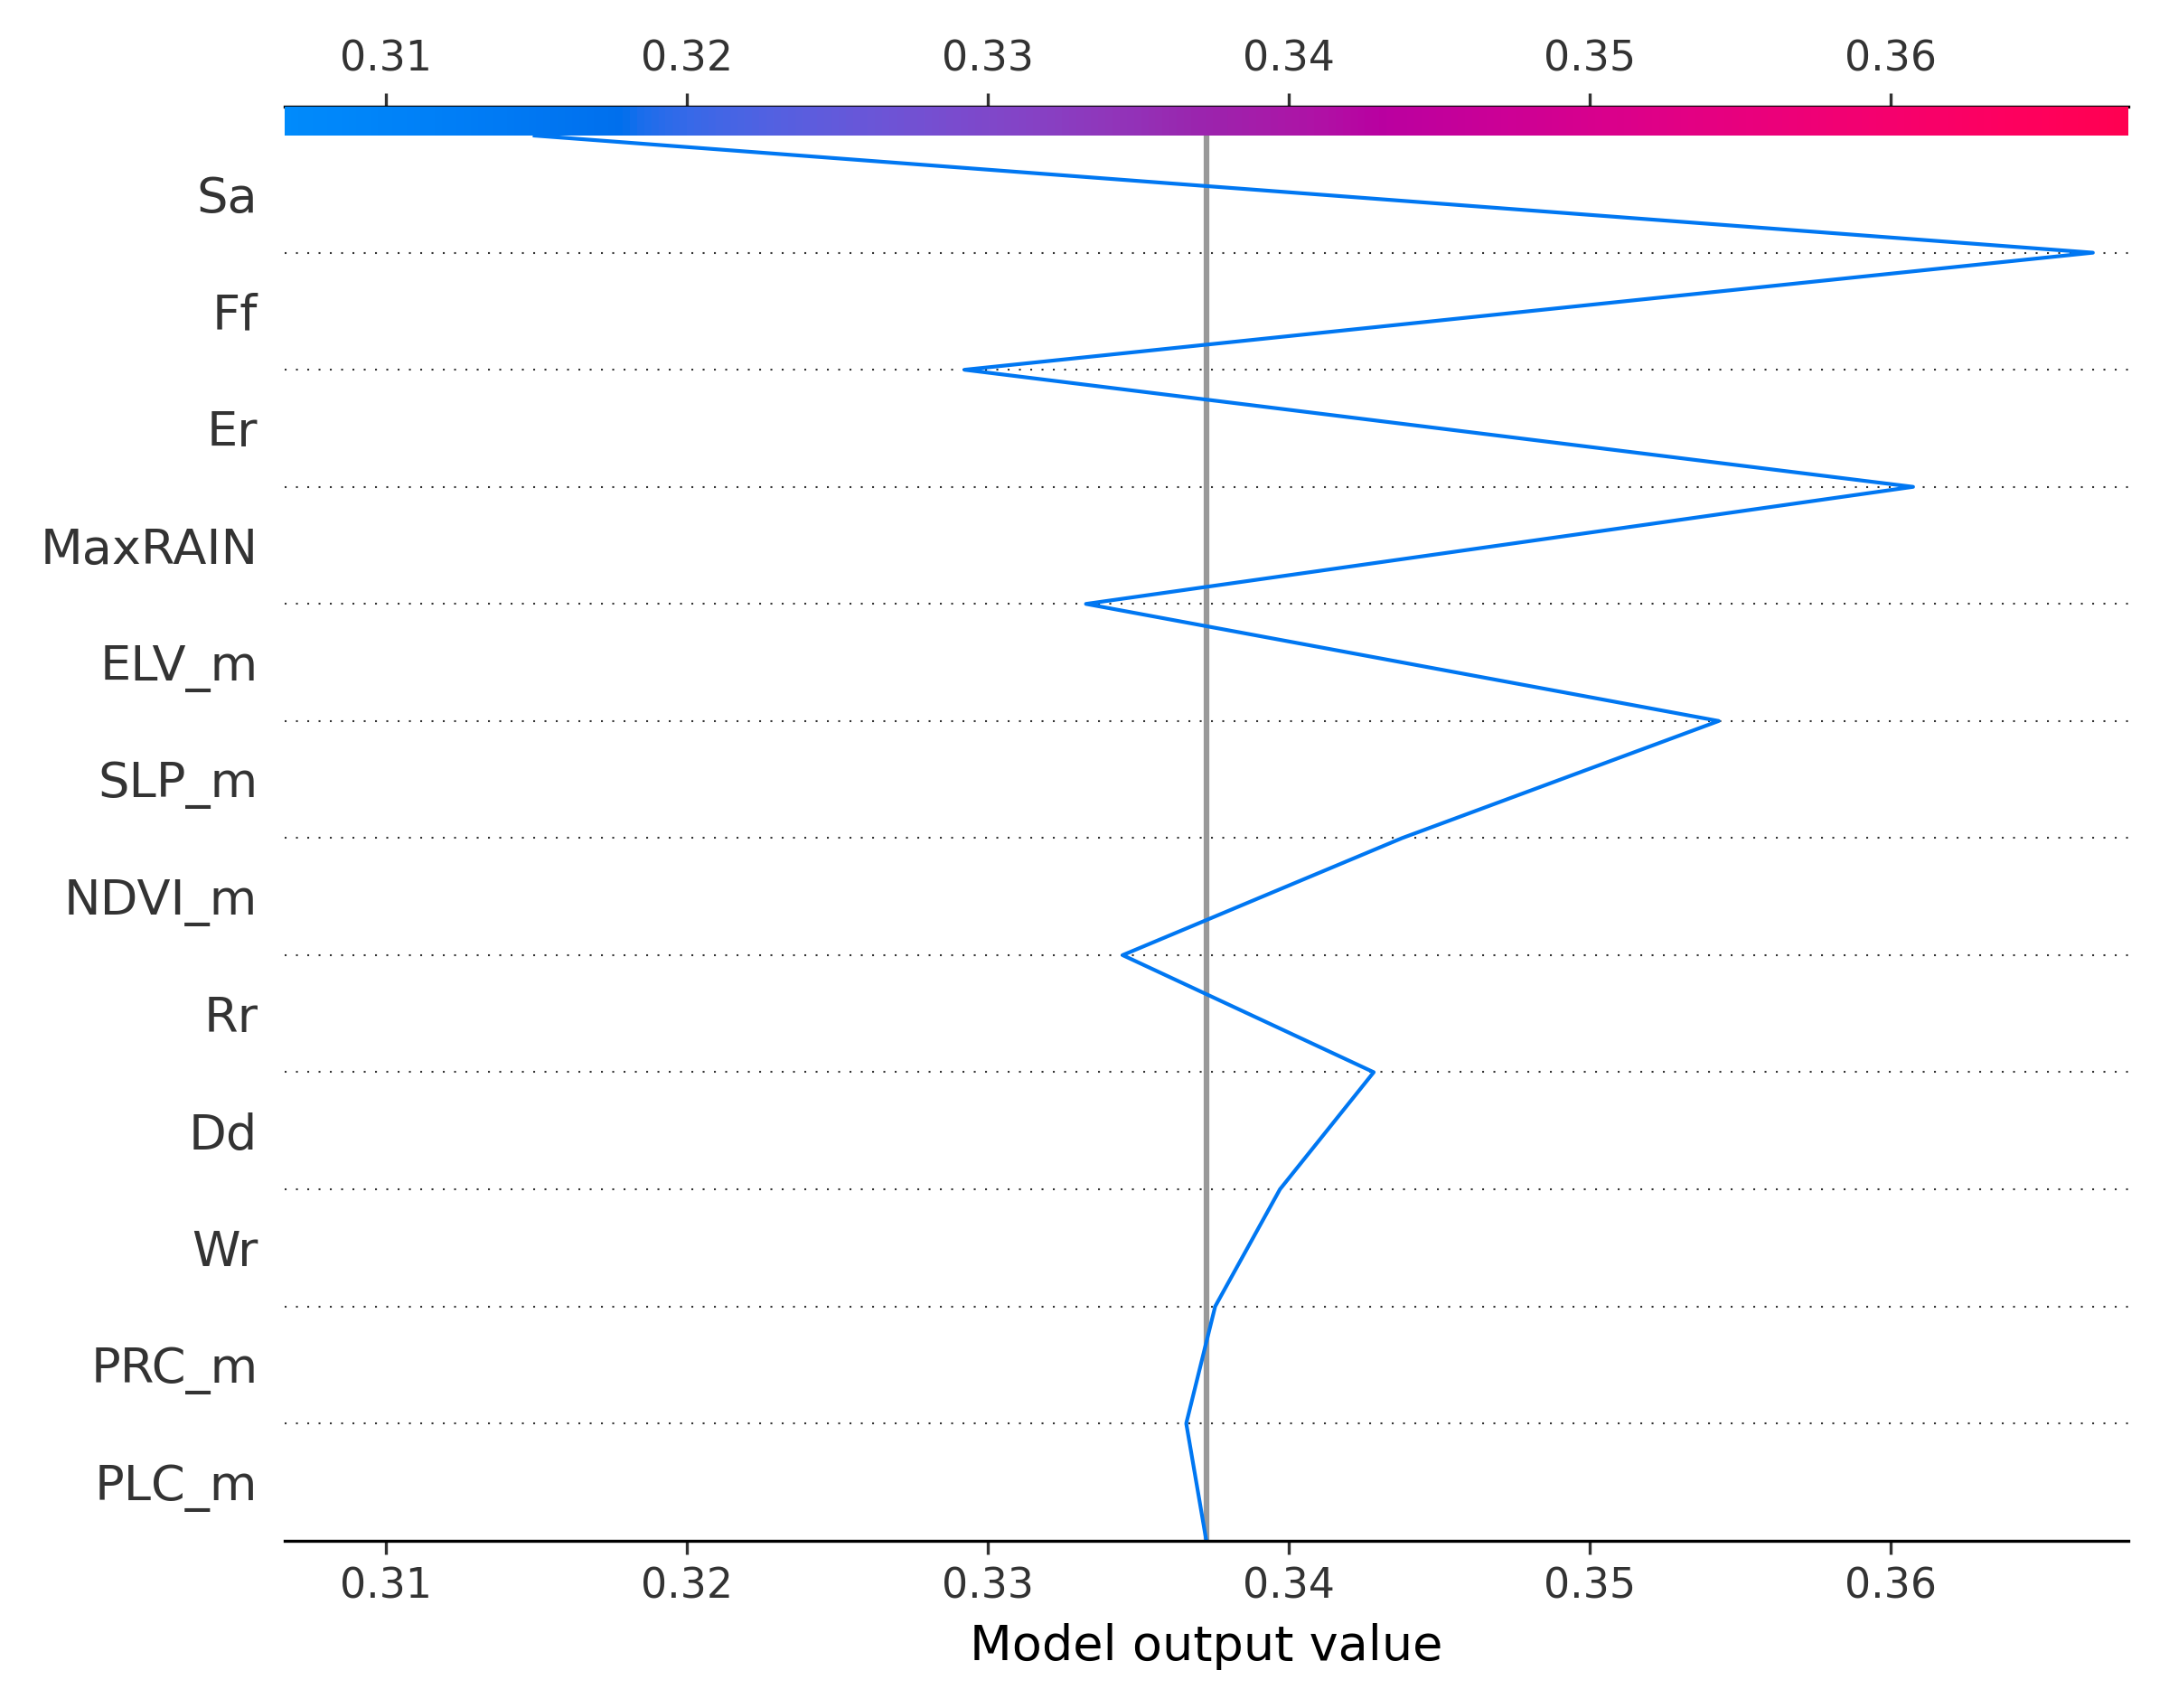 0.31 0.32 0.33 0.34 0.35 0.36
Sa
Ff
Er
MaxRAIN
ELV_m
SLP_m
NDVI_m
Rr
Dd
Wr
PRC_m
PLC_m
0.31 0.32 0.33 0.34 0.35 0.36
Model output value